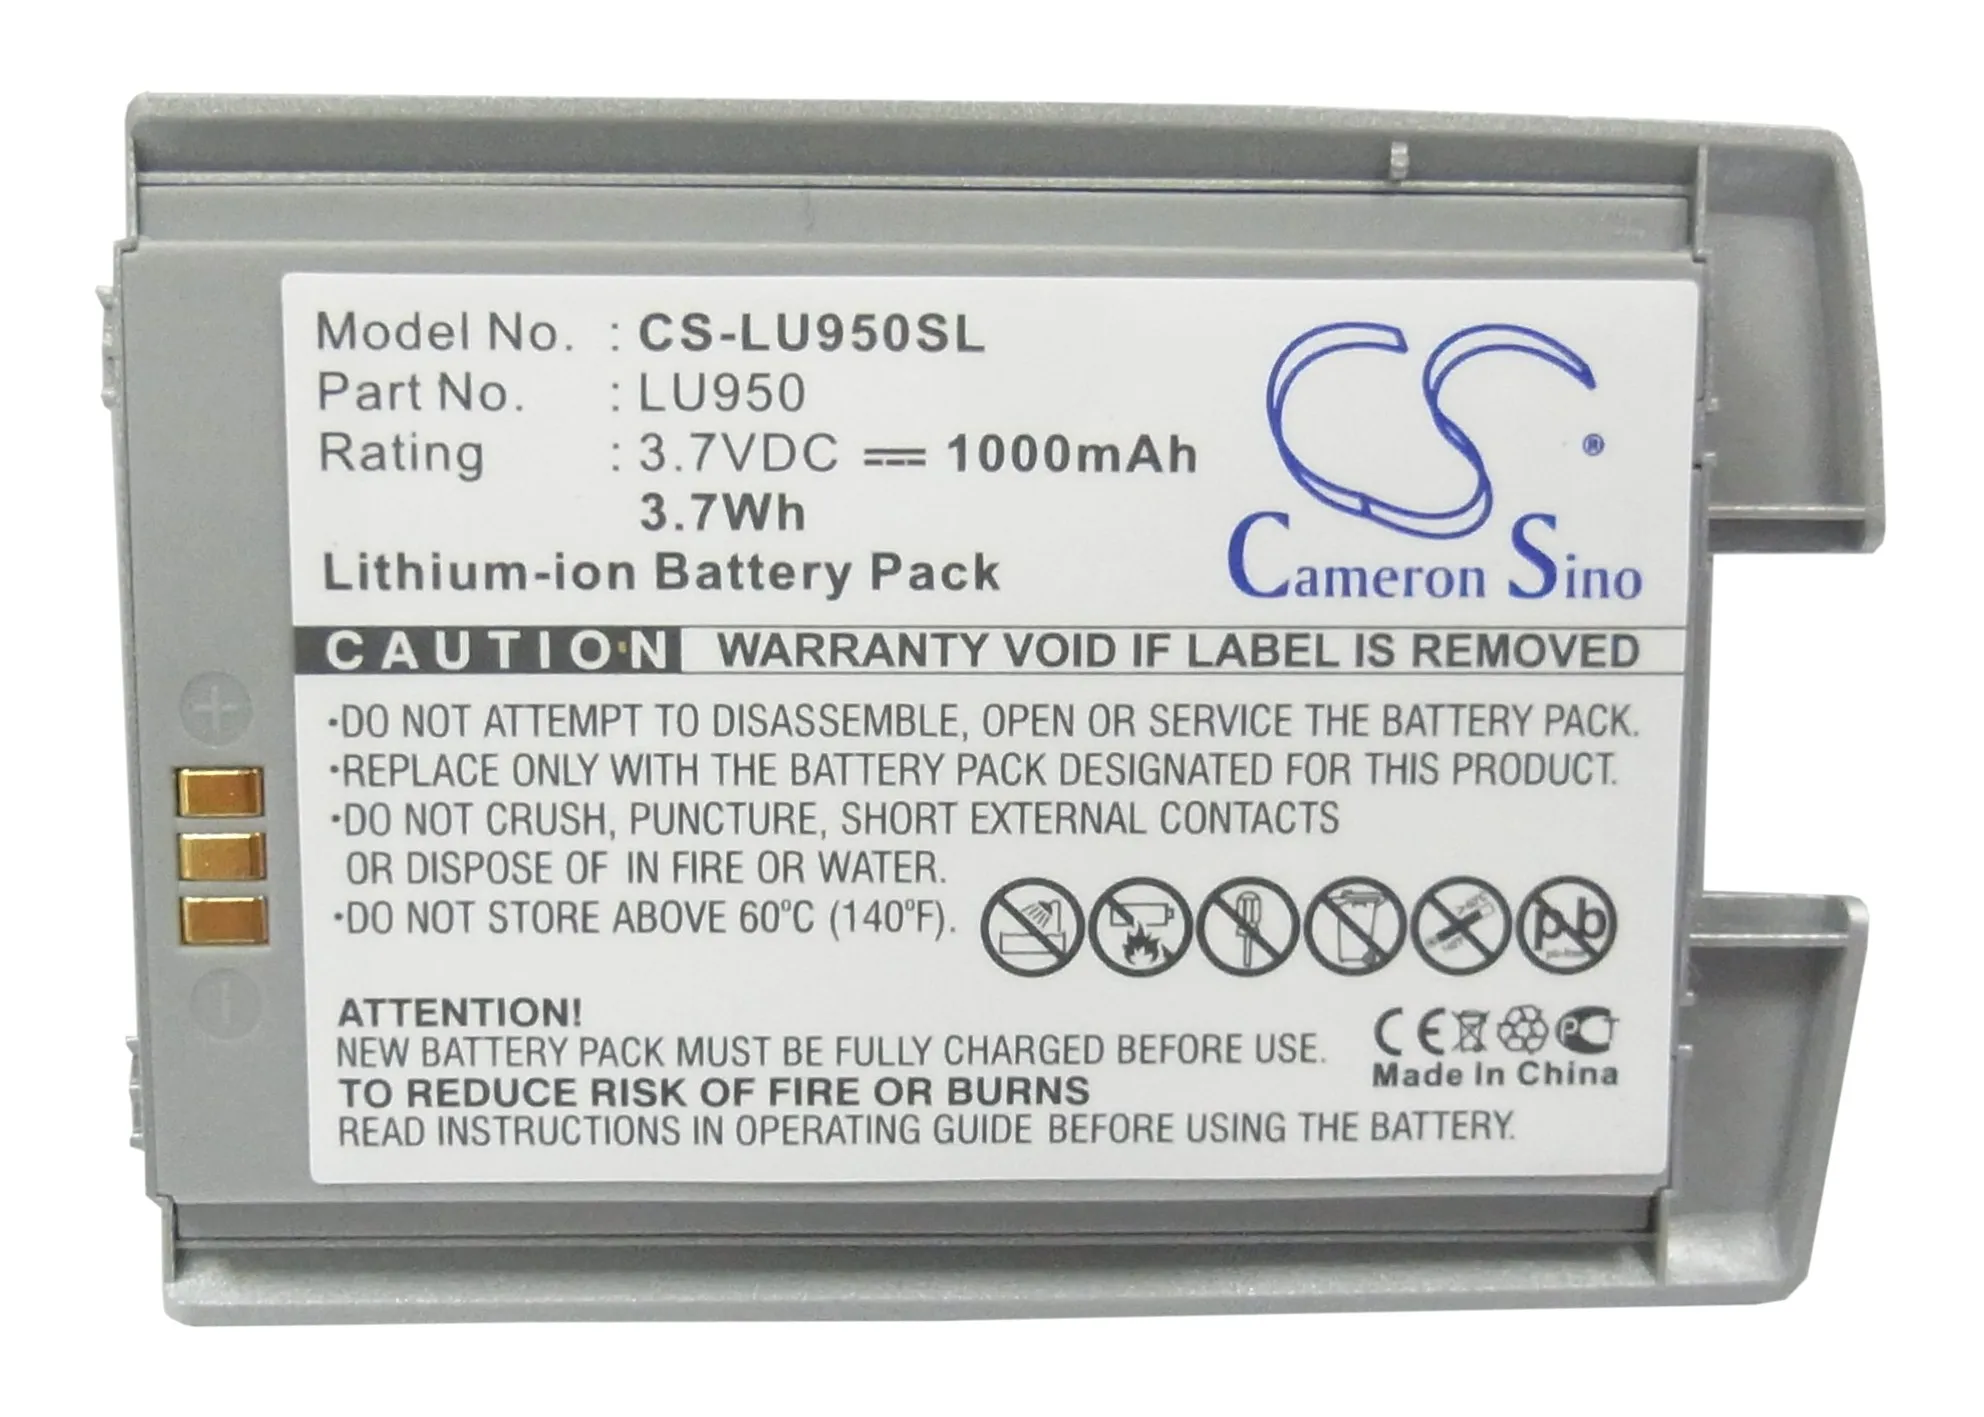 Model No. : CS-LU950SL
Part No. : LU950
Rating : 3.7VDC 1000mAh
3.7Wh
Lithium-ion Battery Pack
CS ®
Cameron Sino
CAUTION WARRANTY VOID IF LABEL IS REMOVED
•DO NOT ATTEMPT TO DISASSEMBLE, OPEN OR SERVICE THE BATTERY PACK.
•REPLACE ONLY WITH THE BATTERY PACK DESIGNATED FOR THIS PRODUCT.
•DO NOT CRUSH, PUNCTURE, SHORT EXTERNAL CONTACTS
OR DISPOSE OF IN FIRE OR WATER.
•DO NOT STORE ABOVE 60°C (140°F).
pb
pb-free
ATTENTION!
NEW BATTERY PACK MUST BE FULLY CHARGED BEFORE USE.
TO REDUCE RISK OF FIRE OR BURNS
READ INSTRUCTIONS IN OPERATING GUIDE BEFORE USING THE BATTERY.
CE
Made In China
+
-